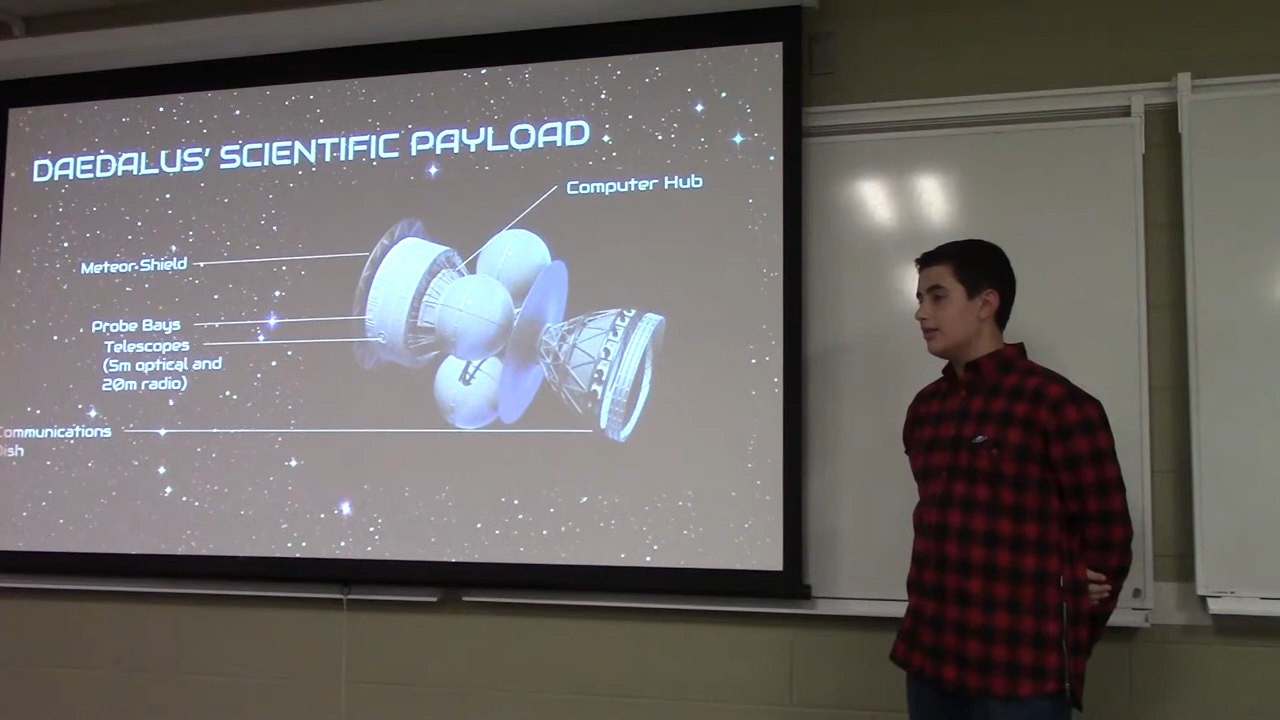 DAEDALUS' SCIENTIFIC PAYLOAD
Computer Hub
Meteor Shield
Probe Bays
Telescopes
(5m optical and
20m radio)
ommunications
ish